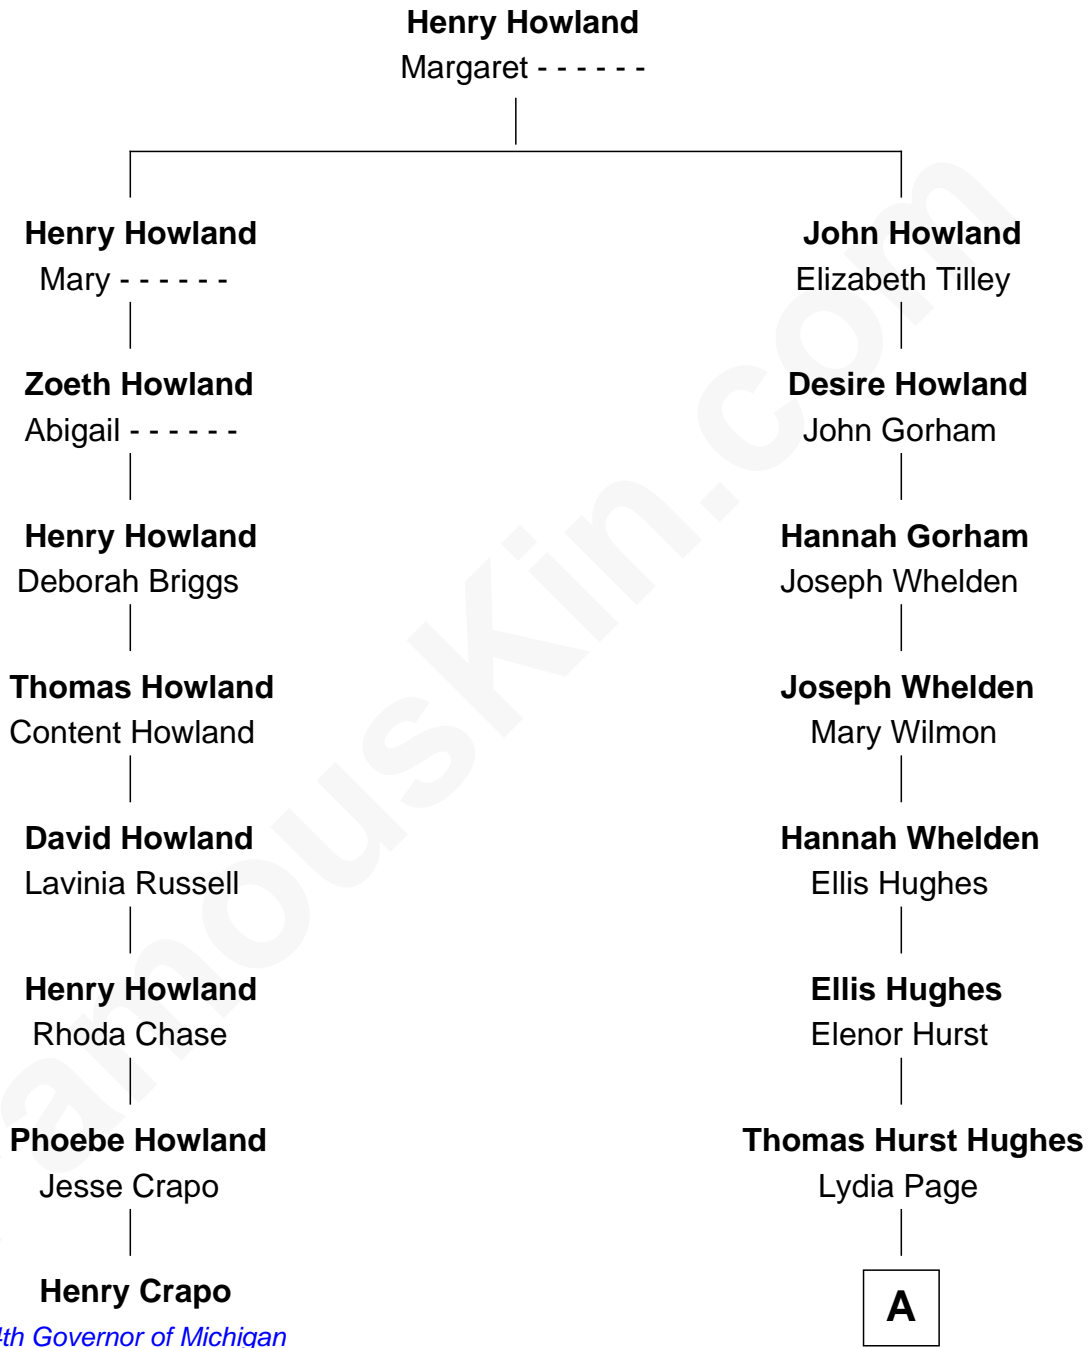 Henry Howland
Margaret - - - - - -
Henry Howland
Mary - - - - - -
John Howland
Elizabeth Tilley
Zoeth Howland
Abigail - - - - - -
Desire Howland
John Gorham
Henry Howland
Deborah Briggs
Hannah Gorham
Joseph Whelden
Thomas Howland
Content Howland
Joseph Whelden
Mary Wilmon
David Howland
Lavinia Russell
Hannah Whelden
Ellis Hughes
Henry Howland
Rhoda Chase
Ellis Hughes
Elenor Hurst
Phoebe Howland
Jesse Crapo
Thomas Hurst Hughes
Lydia Page
Henry Crapo
4th Governor of Michigan
A
amouskin.com